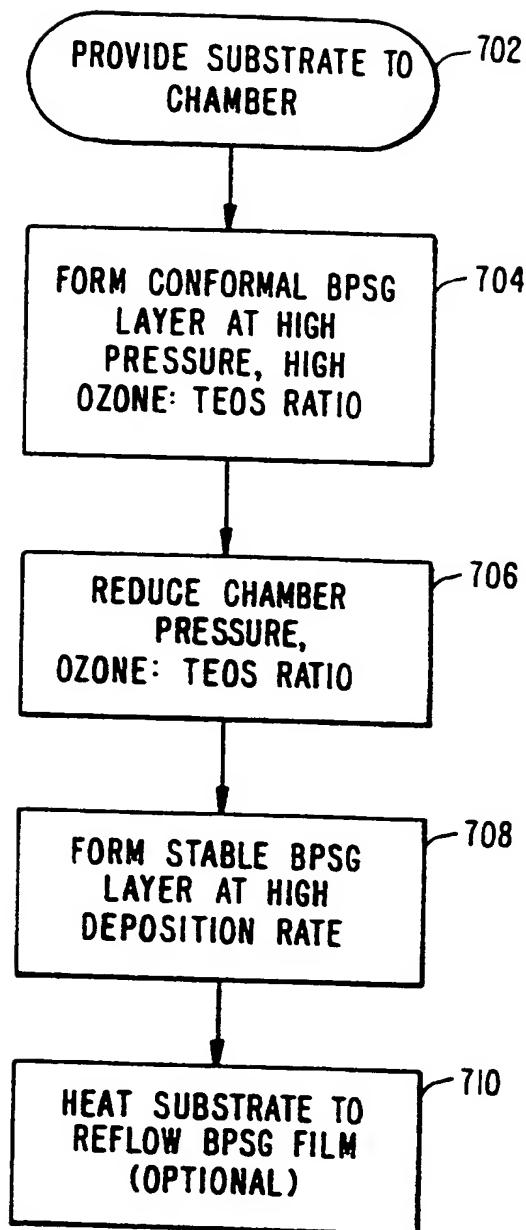 PROVIDE SUBSTRATE TO
CHAMBER
702
FORM CONFORMAL BPSG
LAYER AT HIGH
PRESSURE, HIGH
OZONE: TEOS RATIO
704
REDUCE CHAMBER
PRESSURE,
OZONE: TEOS RATIO
706
FORM STABLE BPSG
LAYER AT HIGH
DEPOSITION RATE
708
HEAT SUBSTRATE TO
REFLOW BPSG FILM
(OPTIONAL)
710